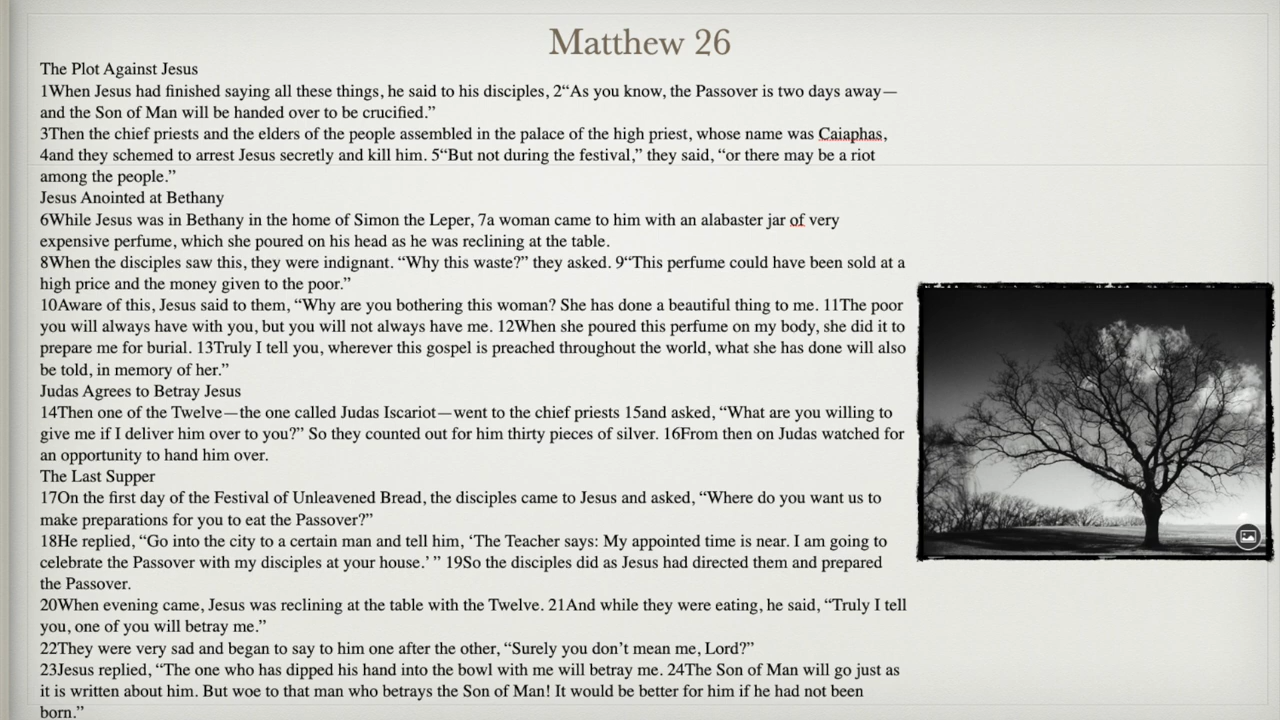 Matthew 26
The Plot Against Jesus
1When Jesus had finished saying all these things, he said to his disciples, 2“As you know, the Passover is two days away—
and the Son of Man will be handed over to be crucified.”
3Then the chief priests and the elders of the people assembled in the palace of the high priest, whose name was Caiaphas,
4and they schemed to arrest Jesus secretly and kill him. 5“But not during the festival,” they said, “or there may be a riot
among the people.”
Jesus Anointed at Bethany
6While Jesus was in Bethany in the home of Simon the Leper, 7a woman came to him with an alabaster jar of very
expensive perfume, which she poured on his head as he was reclining at the table.
8When the disciples saw this, they were indignant. “Why this waste?” they asked. 9“This perfume could have been sold at a
high price and the money given to the poor.”
10Aware of this, Jesus said to them, “Why are you bothering this woman? She has done a beautiful thing to me. 11The poor
you will always have with you, but you will not always have me. 12When she poured this perfume on my body, she did it to
prepare me for burial. 13Truly I tell you, wherever this gospel is preached throughout the world, what she has done will also
be told, in memory of her.”
Judas Agrees to Betray Jesus
14Then one of the Twelve—the one called Judas Iscariot—went to the chief priests 15and asked, “What are you willing to
give me if I deliver him over to you?” So they counted out for him thirty pieces of silver. 16From then on Judas watched for
an opportunity to hand him over.
The Last Supper
17On the first day of the Festival of Unleavened Bread, the disciples came to Jesus and asked, “Where do you want us to
make preparations for you to eat the Passover?”
18He replied, “Go into the city to a certain man and tell him, ‘The Teacher says: My appointed time is near. I am going to
celebrate the Passover with my disciples at your house.’ ” 19So the disciples did as Jesus had directed them and prepared
the Passover.
20When evening came, Jesus was reclining at the table with the Twelve. 21And while they were eating, he said, “Truly I tell
you, one of you will betray me.”
22They were very sad and began to say to him one after the other, “Surely you don’t mean me, Lord?”
23Jesus replied, “The one who has dipped his hand into the bowl with me will betray me. 24The Son of Man will go just as
it is written about him. But woe to that man who betrays the Son of Man! It would be better for him if he had not been
born.”